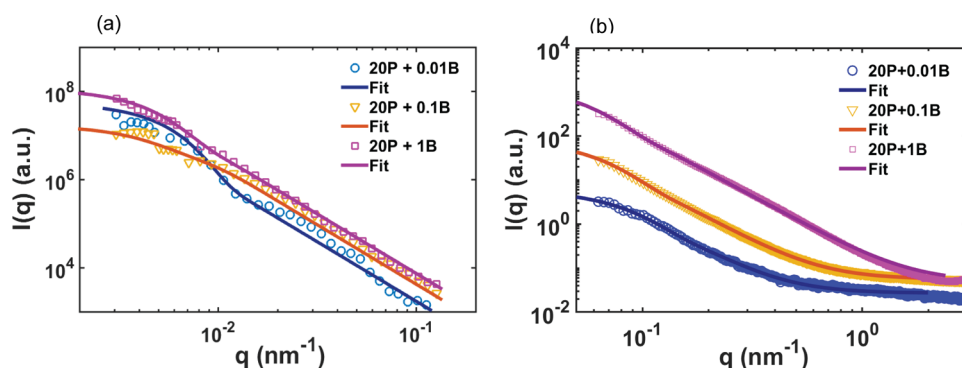 (a)
I(q) (a.u.)
10^8
10^6
10^4
20P + 0.01B
Fit
20P + 0.1B
Fit
20P + 1B
Fit
10^-2
10^-1
q (nm^-1)
(b)
I(q) (a.u.)
10^4
10^2
10^0
10^-2
20P+0.01B
Fit
20P+0.1B
Fit
20P+1B
Fit
10^-1
10^0
q (nm^-1)